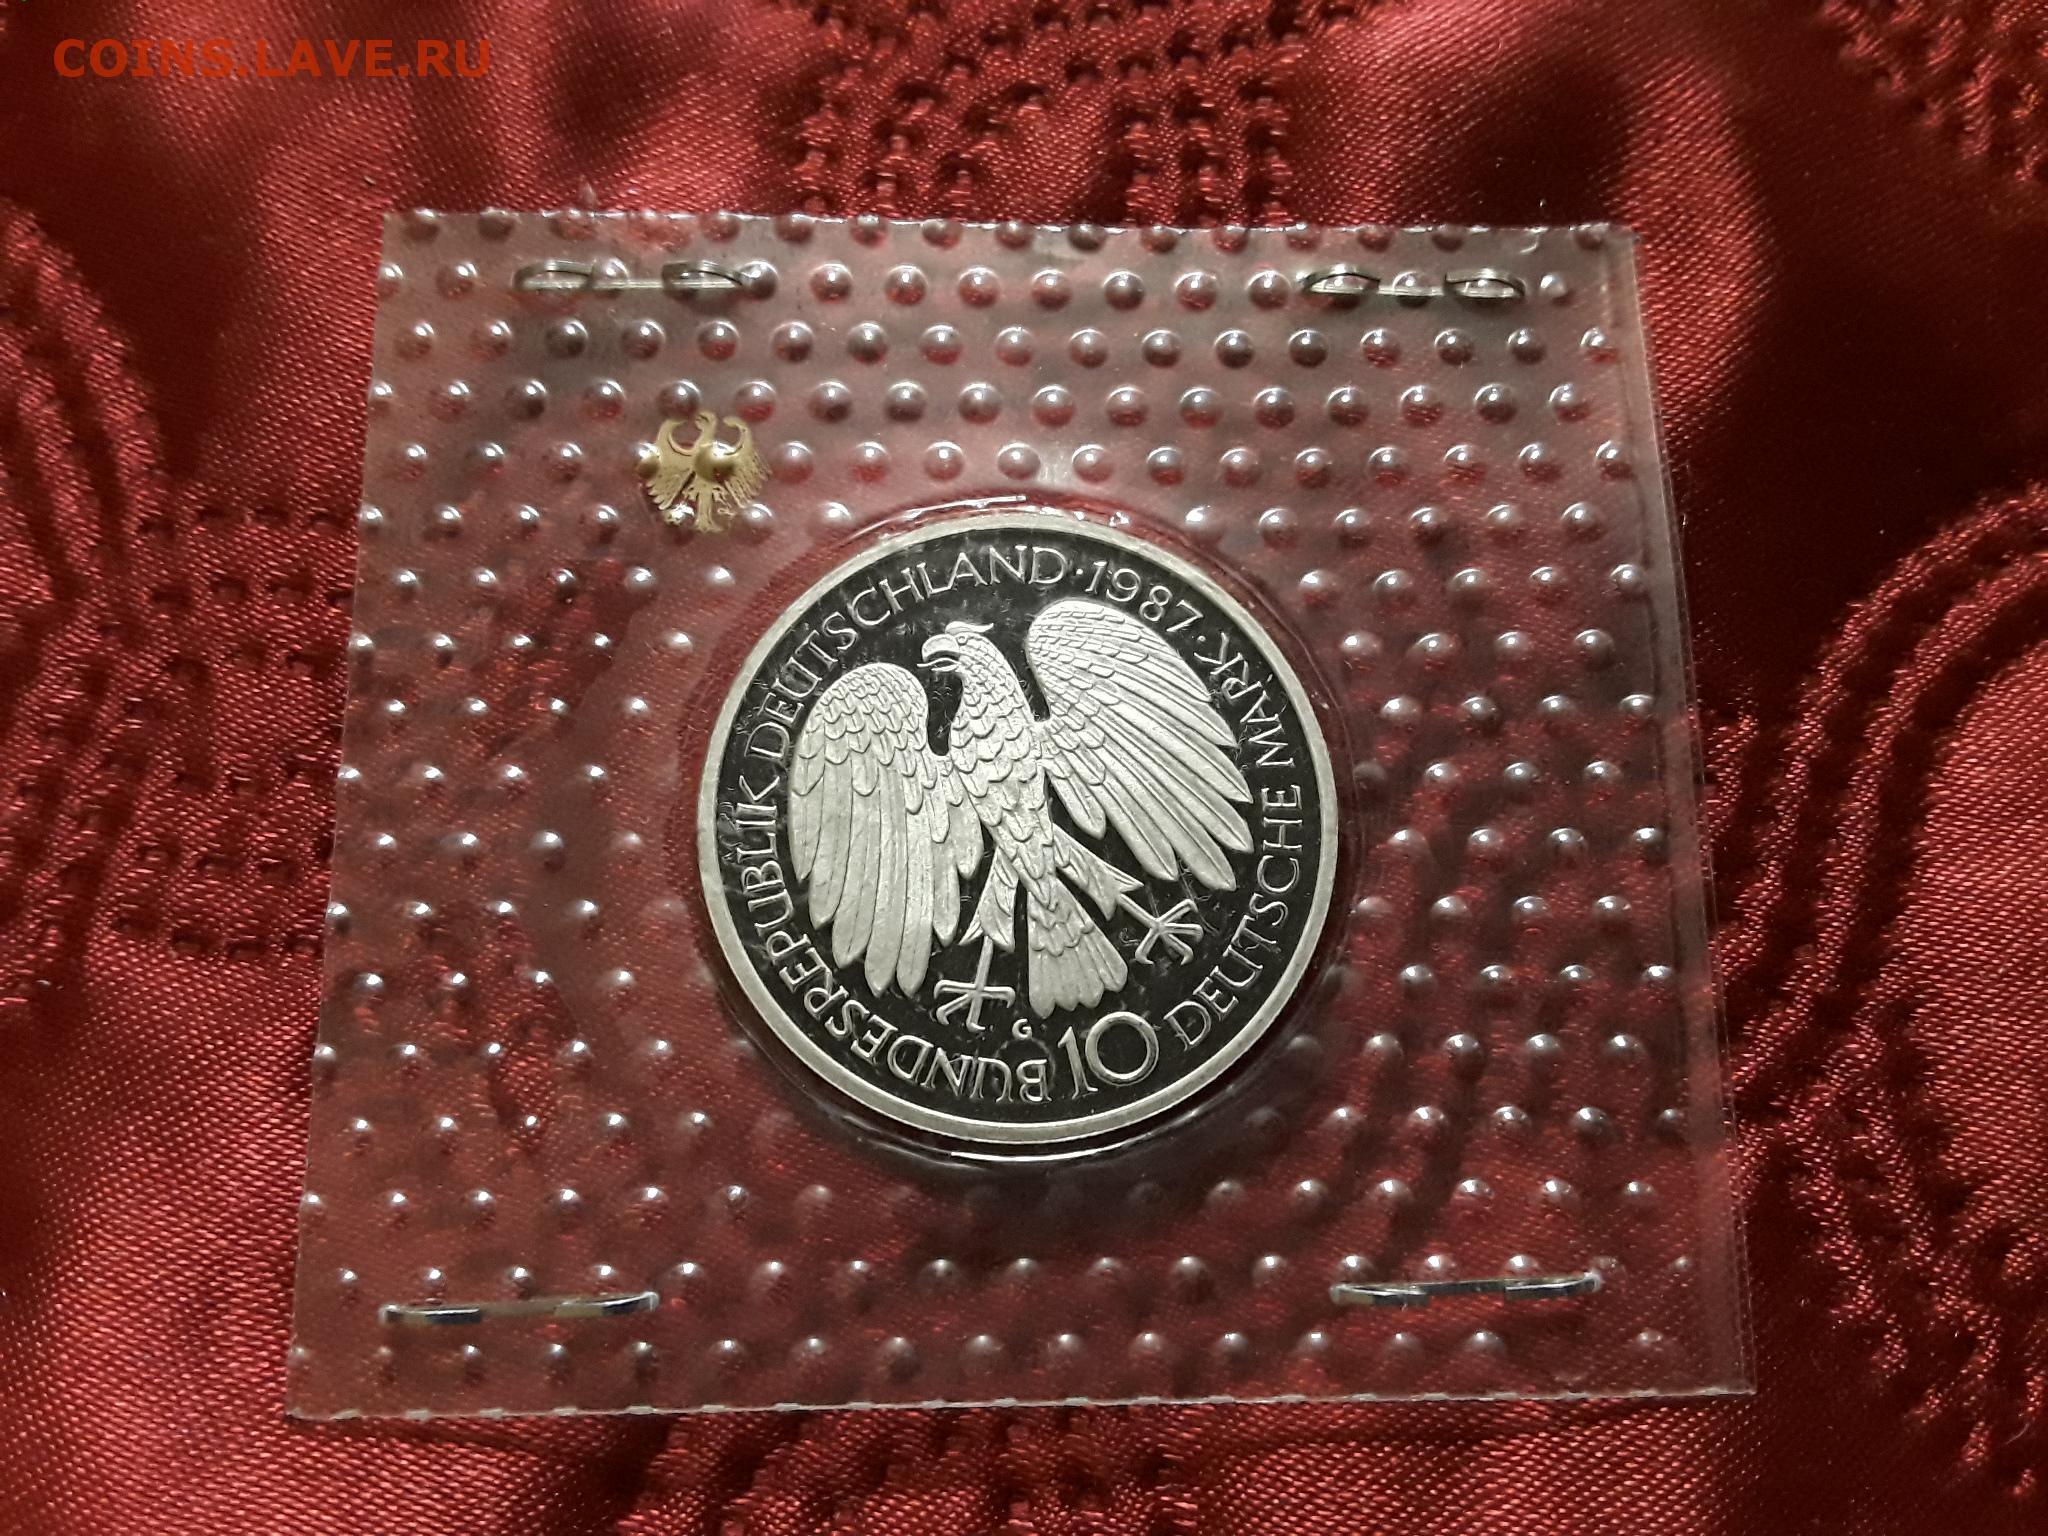 COINS.LAVE.RU
BUNDESREPUBLIK DEUTSCHLAND · 1987 ·
10 DEUTSCHE MARK
G